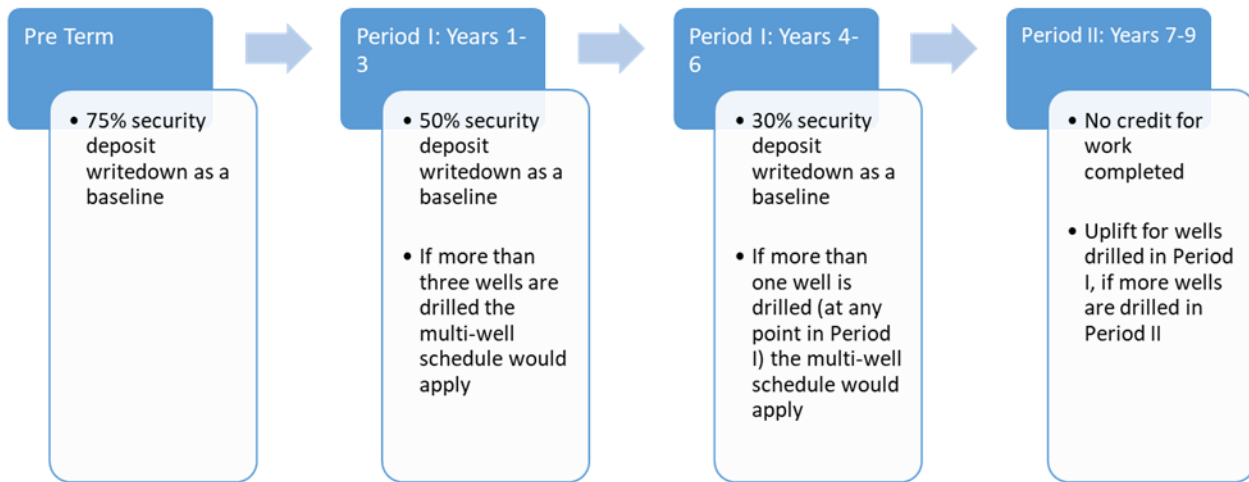 Pre Term
• 75% security
deposit
writedown as a
baseline
Period I: Years 1-
3
• 50% security
deposit
writedown as a
baseline
• If more than
three wells are
drilled the
multi-well
schedule would
apply
Period I: Years 4-
6
• 30% security
deposit
writedown as a
baseline
• If more than
one well is
drilled (at any
point in Period
I) the multi-well
schedule would
apply
Period II: Years 7-9
• No credit for
work
completed
• Uplift for wells
drilled in Period
I, if more wells
are drilled in
Period II